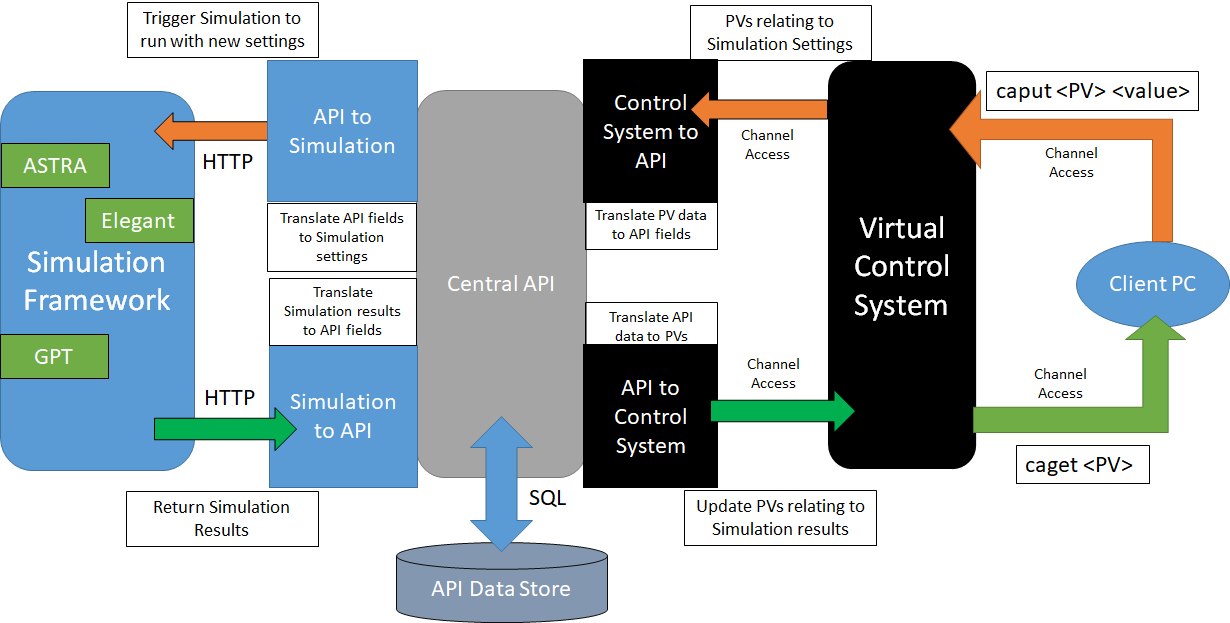 Trigger Simulation to
run with new settings
PVs relating to
Simulation Settings
caput <PV> <value>
API to
Simulation
Control
System to
API
Channel
Access
Channel
Access
HTTP
ASTRA
Elegant
Simulation
Framework
GPT
Translate API fields
to Simulation
settings
Translate
Simulation results
to API fields
Central API
Translate PV data
to API fields
Translate API
data to PVs
Virtual
Control
System
Client PC
HTTP
Simulation
to API
API to
Control
System
Channel
Access
Channel
Access
caget <PV>
Return Simulation
Results
SQL
Update PVs relating to
Simulation results
API Data Store